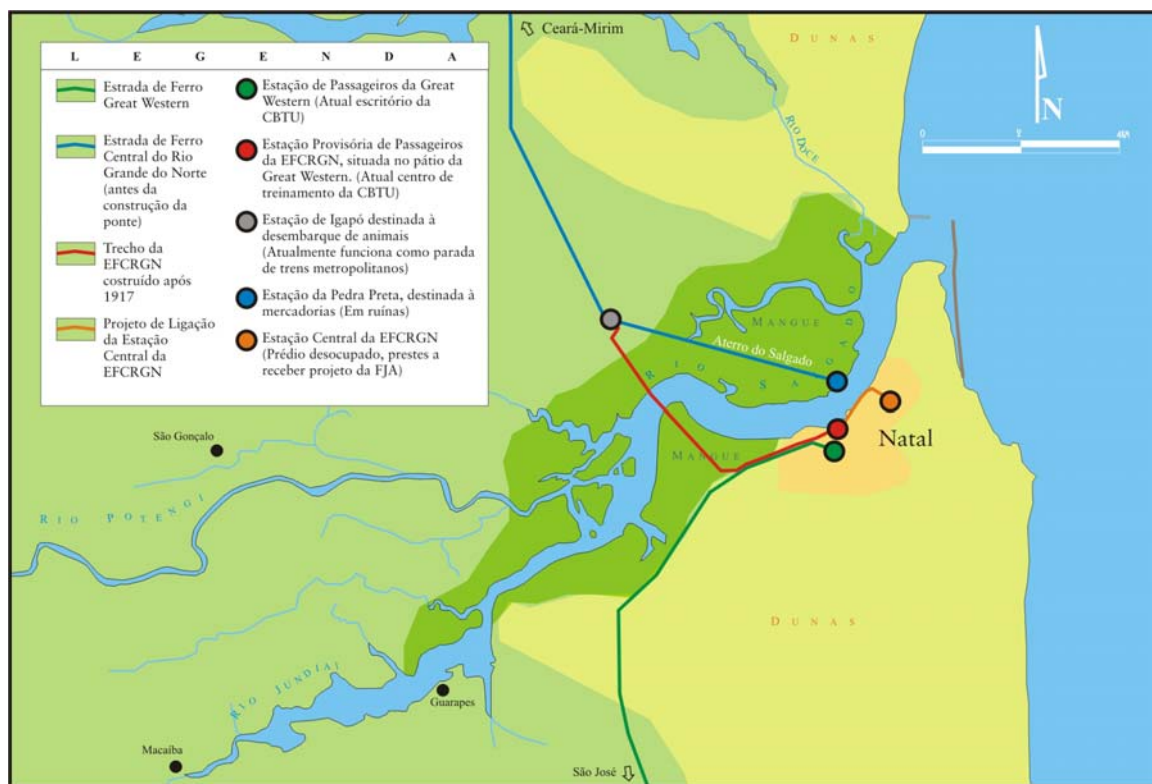 Ceará-Mirim
DUNAS
L E G E N D A
Estrada de Ferro
Great Western
Estrada de Ferro
Central do Rio
Grande do Norte
(antes da
construção da
ponte)
Trecho da
EFCRGN
costruído após
1917
Projeto de Ligação
da Estação
Central da
EFCRGN
Estação de Passageiros da Great
Western (Atual escritório da
CBTU)
Estação Provisória de Passageiros
da EFCRGN, situada no pátio da
Great Western. (Atual centro de
treinamento da CBTU)
Estação de Igapó destinada à
desembarque de animais
(Atualmente funciona como parada
de trens metropolitanos)
Estação da Pedra Preta, destinada à
mercadorias (Em ruínas)
Estação Central da EFCRGN
(Prédio desocupado, prestes a
receber projeto da FJA)
N
0 4KM
RIO DOCE
MANGUE
Aterro do Salgado
RIO SALGADO
Natal
MANGUE
São Gonçalo
RIO POTENGI
DUNAS
RIO JUNDIAI
Guarapes
Macaíba
São José